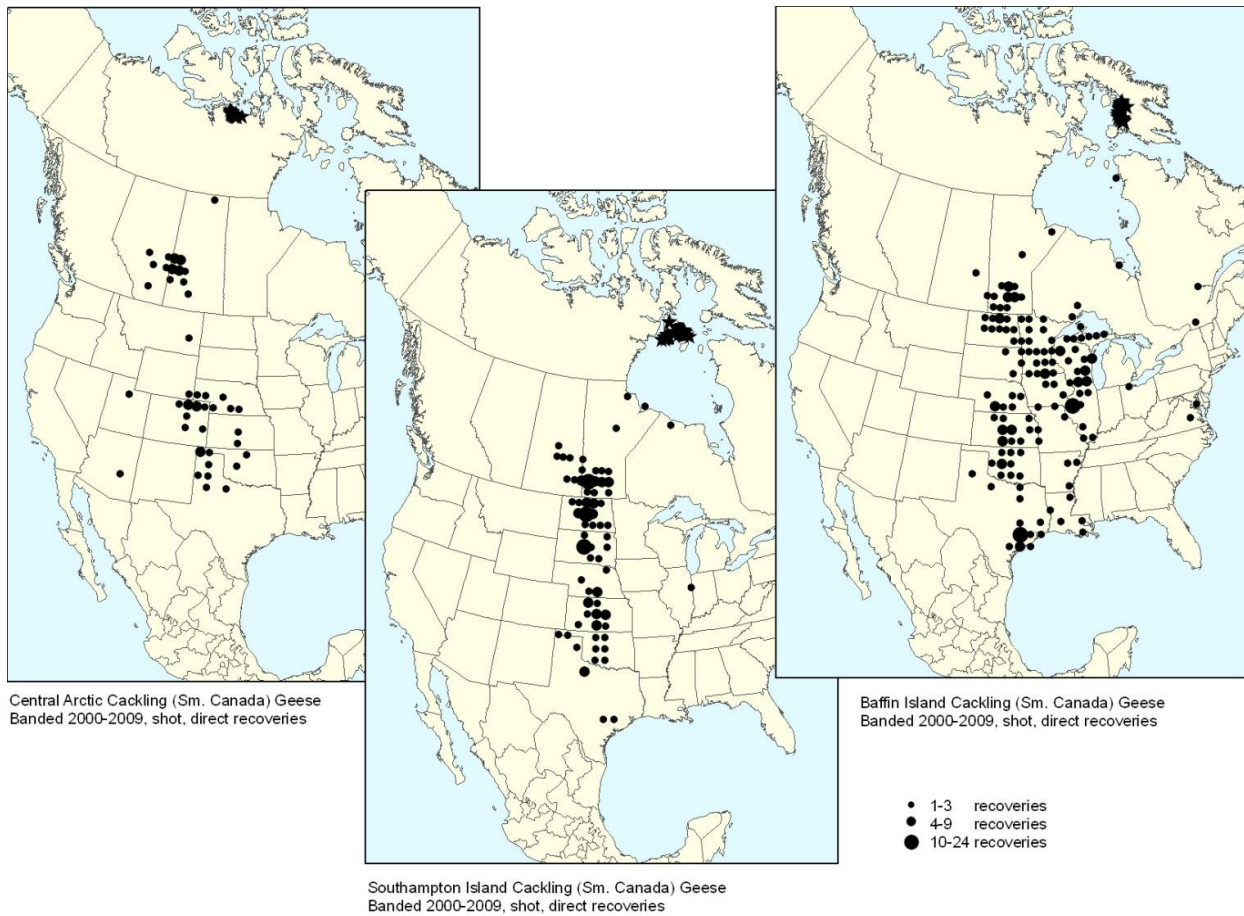 Central Arctic Cackling (Sm. Canada) Geese
Banded 2000-2009, shot, direct recoveries
Southampton Island Cackling (Sm. Canada) Geese
Banded 2000-2009, shot, direct recoveries
Baffin Island Cackling (Sm. Canada) Geese
Banded 2000-2009, shot, direct recoveries
1-3 recoveries
4-9 recoveries
10-24 recoveries